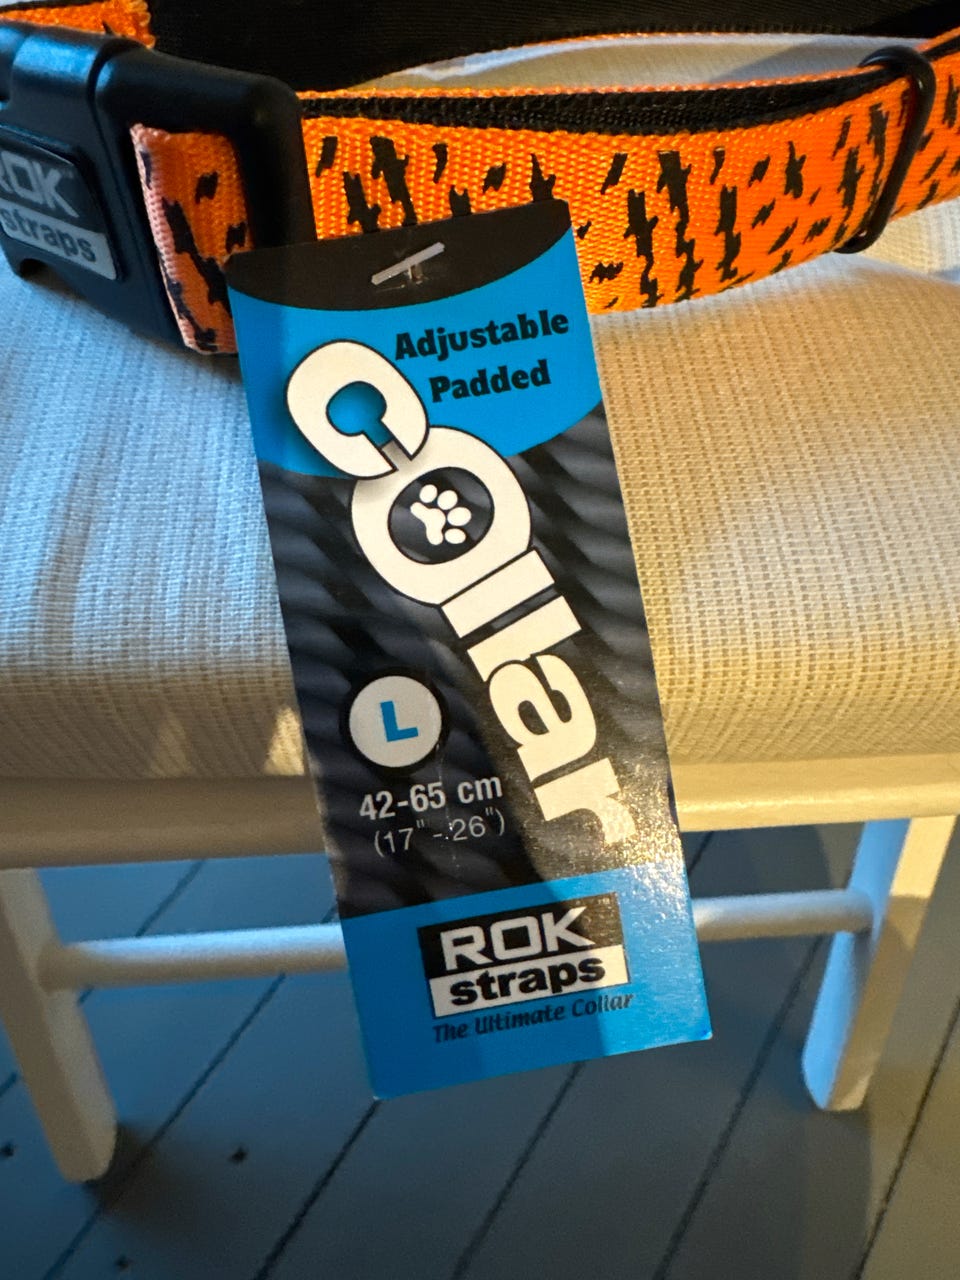 ROK
straps
Adjustable
Padded
collar
L
42-65 cm
(17" - 26")
ROK
straps
The Ultimate Collar